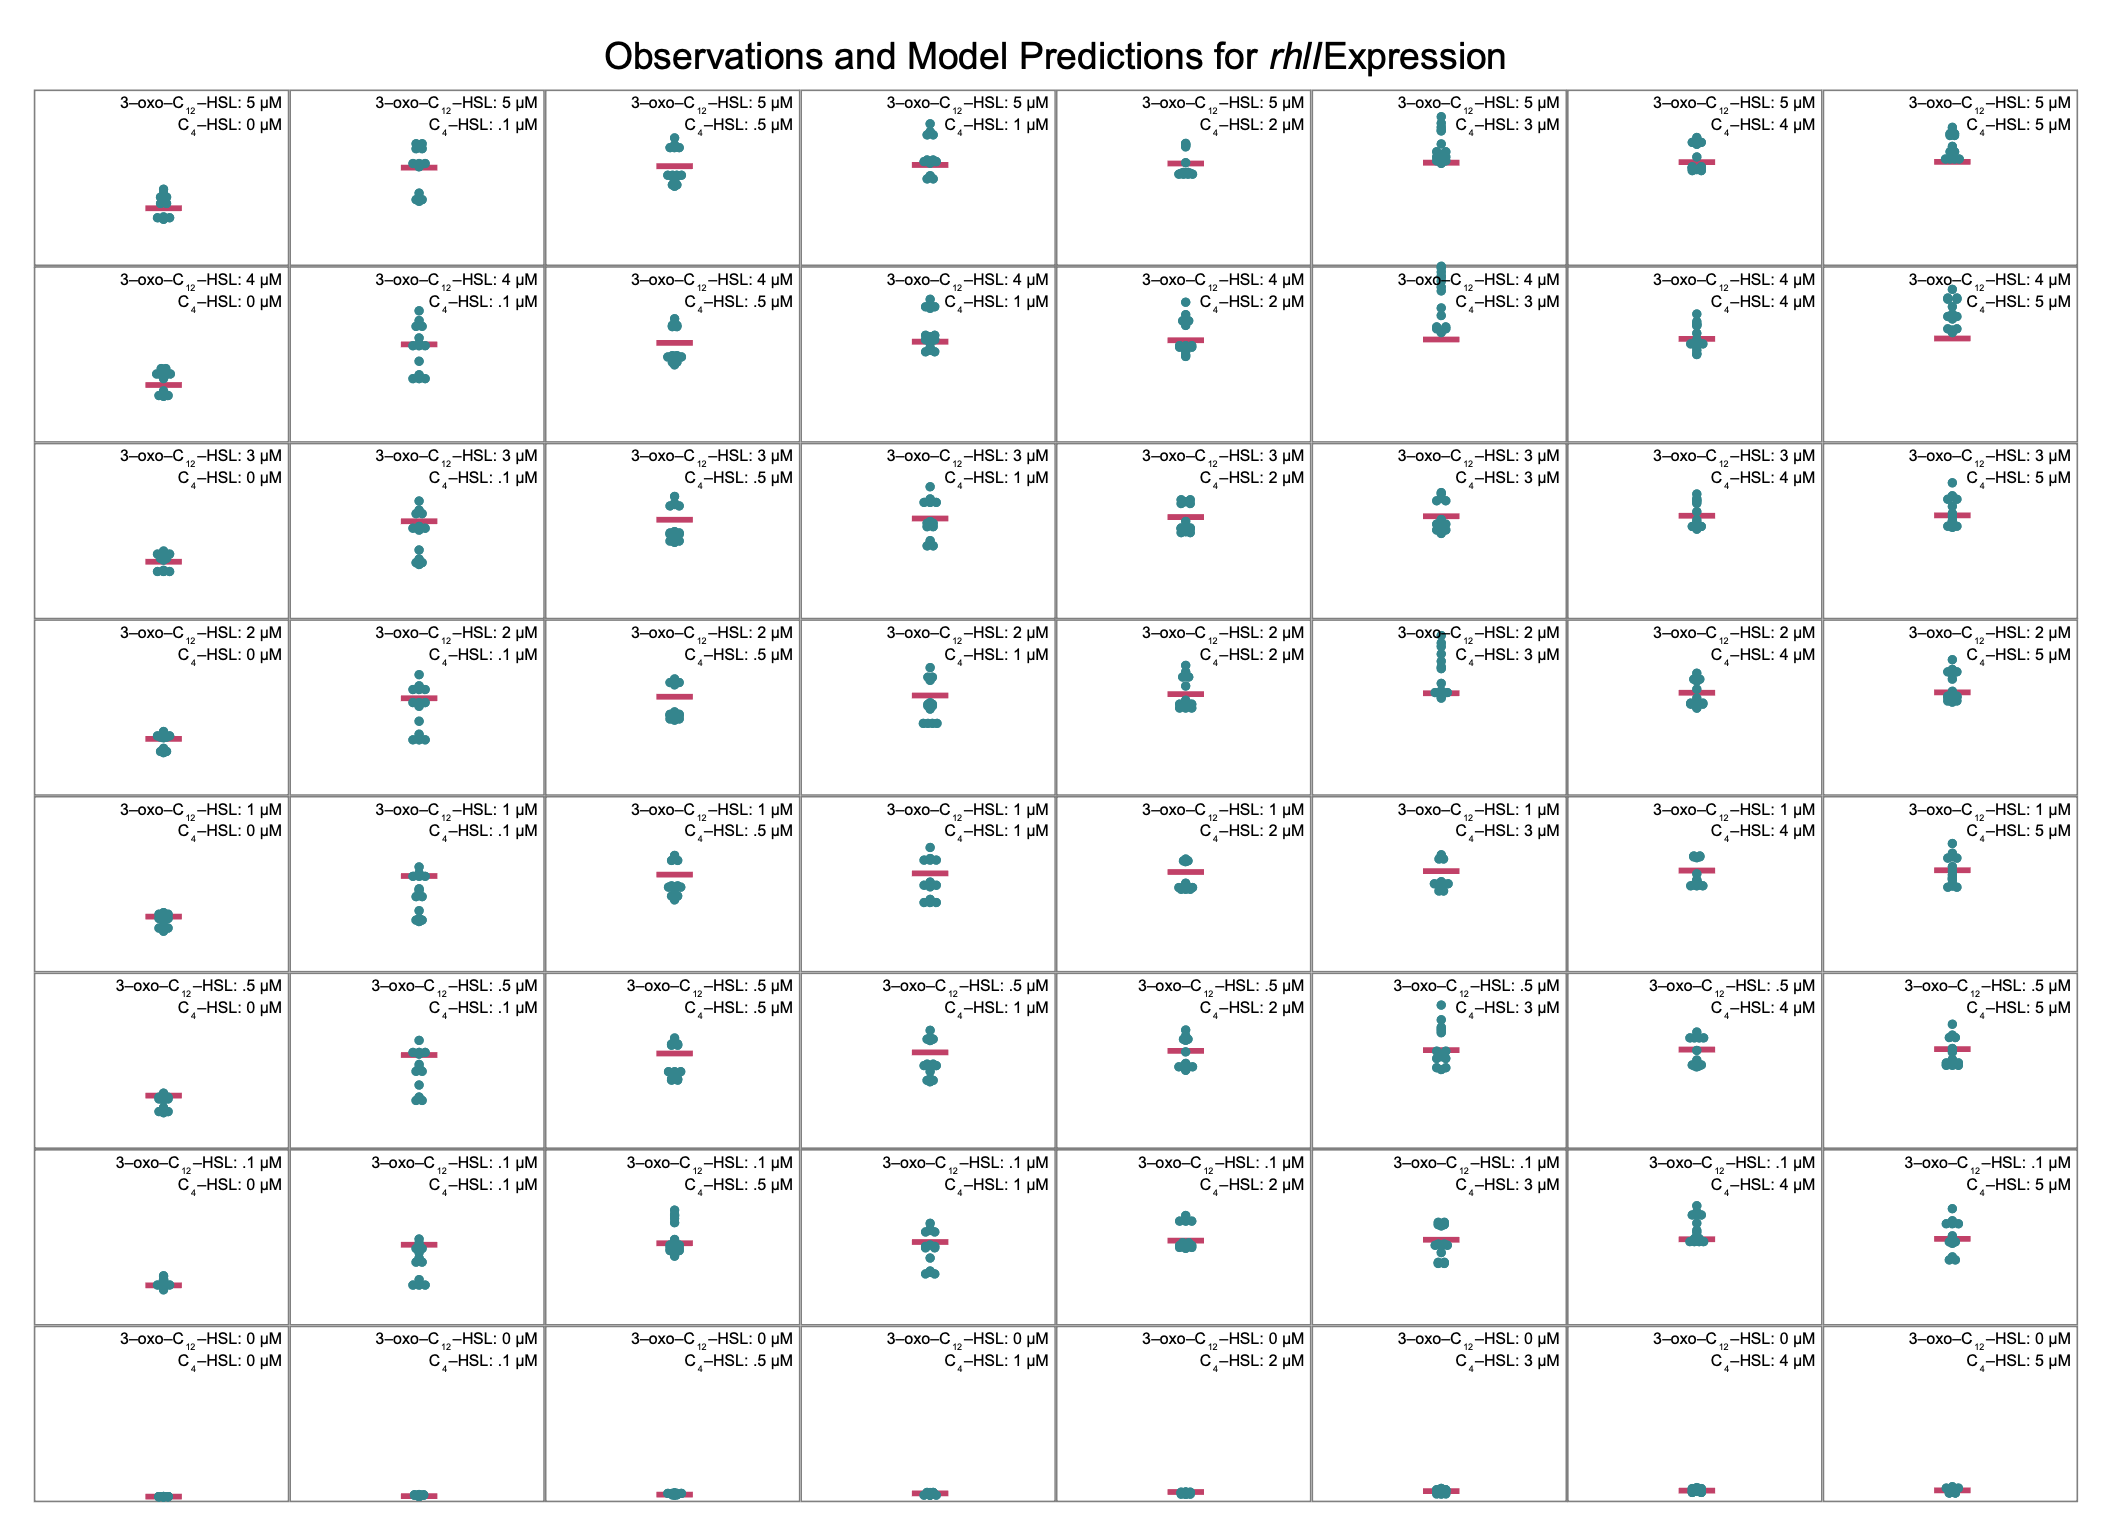 Observations and Model Predictions for rhlIExpression
3–oxo–C₁₂–HSL: 5 µM
C₄–HSL: 0 µM
3–oxo–C₁₂–HSL: 5 µM
C₄–HSL: .1 µM
3–oxo–C₁₂–HSL: 5 µM
C₄–HSL: .5 µM
3–oxo–C₁₂–HSL: 5 µM
C₄–HSL: 1 µM
3–oxo–C₁₂–HSL: 5 µM
C₄–HSL: 2 µM
3–oxo–C₁₂–HSL: 5 µM
C₄–HSL: 3 µM
3–oxo–C₁₂–HSL: 5 µM
C₄–HSL: 4 µM
3–oxo–C₁₂–HSL: 5 µM
C₄–HSL: 5 µM
3–oxo–C₁₂–HSL: 4 µM
C₄–HSL: 0 µM
3–oxo–C₁₂–HSL: 4 µM
C₄–HSL: .1 µM
3–oxo–C₁₂–HSL: 4 µM
C₄–HSL: .5 µM
3–oxo–C₁₂–HSL: 4 µM
C₄–HSL: 1 µM
3–oxo–C₁₂–HSL: 4 µM
C₄–HSL: 2 µM
3–oxo–C₁₂–HSL: 4 µM
C₄–HSL: 3 µM
3–oxo–C₁₂–HSL: 4 µM
C₄–HSL: 4 µM
3–oxo–C₁₂–HSL: 4 µM
C₄–HSL: 5 µM
3–oxo–C₁₂–HSL: 3 µM
C₄–HSL: 0 µM
3–oxo–C₁₂–HSL: 3 µM
C₄–HSL: .1 µM
3–oxo–C₁₂–HSL: 3 µM
C₄–HSL: .5 µM
3–oxo–C₁₂–HSL: 3 µM
C₄–HSL: 1 µM
3–oxo–C₁₂–HSL: 3 µM
C₄–HSL: 2 µM
3–oxo–C₁₂–HSL: 3 µM
C₄–HSL: 3 µM
3–oxo–C₁₂–HSL: 3 µM
C₄–HSL: 4 µM
3–oxo–C₁₂–HSL: 3 µM
C₄–HSL: 5 µM
3–oxo–C₁₂–HSL: 2 µM
C₄–HSL: 0 µM
3–oxo–C₁₂–HSL: 2 µM
C₄–HSL: .1 µM
3–oxo–C₁₂–HSL: 2 µM
C₄–HSL: .5 µM
3–oxo–C₁₂–HSL: 2 µM
C₄–HSL: 1 µM
3–oxo–C₁₂–HSL: 2 µM
C₄–HSL: 2 µM
3–oxo–C₁₂–HSL: 2 µM
C₄–HSL: 3 µM
3–oxo–C₁₂–HSL: 2 µM
C₄–HSL: 4 µM
3–oxo–C₁₂–HSL: 2 µM
C₄–HSL: 5 µM
3–oxo–C₁₂–HSL: 1 µM
C₄–HSL: 0 µM
3–oxo–C₁₂–HSL: 1 µM
C₄–HSL: .1 µM
3–oxo–C₁₂–HSL: 1 µM
C₄–HSL: .5 µM
3–oxo–C₁₂–HSL: 1 µM
C₄–HSL: 1 µM
3–oxo–C₁₂–HSL: 1 µM
C₄–HSL: 2 µM
3–oxo–C₁₂–HSL: 1 µM
C₄–HSL: 3 µM
3–oxo–C₁₂–HSL: 1 µM
C₄–HSL: 4 µM
3–oxo–C₁₂–HSL: 1 µM
C₄–HSL: 5 µM
3–oxo–C₁₂–HSL: .5 µM
C₄–HSL: 0 µM
3–oxo–C₁₂–HSL: .5 µM
C₄–HSL: .1 µM
3–oxo–C₁₂–HSL: .5 µM
C₄–HSL: .5 µM
3–oxo–C₁₂–HSL: .5 µM
C₄–HSL: 1 µM
3–oxo–C₁₂–HSL: .5 µM
C₄–HSL: 2 µM
3–oxo–C₁₂–HSL: .5 µM
C₄–HSL: 3 µM
3–oxo–C₁₂–HSL: .5 µM
C₄–HSL: 4 µM
3–oxo–C₁₂–HSL: .5 µM
C₄–HSL: 5 µM
3–oxo–C₁₂–HSL: .1 µM
C₄–HSL: 0 µM
3–oxo–C₁₂–HSL: .1 µM
C₄–HSL: .1 µM
3–oxo–C₁₂–HSL: .1 µM
C₄–HSL: .5 µM
3–oxo–C₁₂–HSL: .1 µM
C₄–HSL: 1 µM
3–oxo–C₁₂–HSL: .1 µM
C₄–HSL: 2 µM
3–oxo–C₁₂–HSL: .1 µM
C₄–HSL: 3 µM
3–oxo–C₁₂–HSL: .1 µM
C₄–HSL: 4 µM
3–oxo–C₁₂–HSL: .1 µM
C₄–HSL: 5 µM
3–oxo–C₁₂–HSL: 0 µM
C₄–HSL: 0 µM
3–oxo–C₁₂–HSL: 0 µM
C₄–HSL: .1 µM
3–oxo–C₁₂–HSL: 0 µM
C₄–HSL: .5 µM
3–oxo–C₁₂–HSL: 0 µM
C₄–HSL: 1 µM
3–oxo–C₁₂–HSL: 0 µM
C₄–HSL: 2 µM
3–oxo–C₁₂–HSL: 0 µM
C₄–HSL: 3 µM
3–oxo–C₁₂–HSL: 0 µM
C₄–HSL: 4 µM
3–oxo–C₁₂–HSL: 0 µM
C₄–HSL: 5 µM